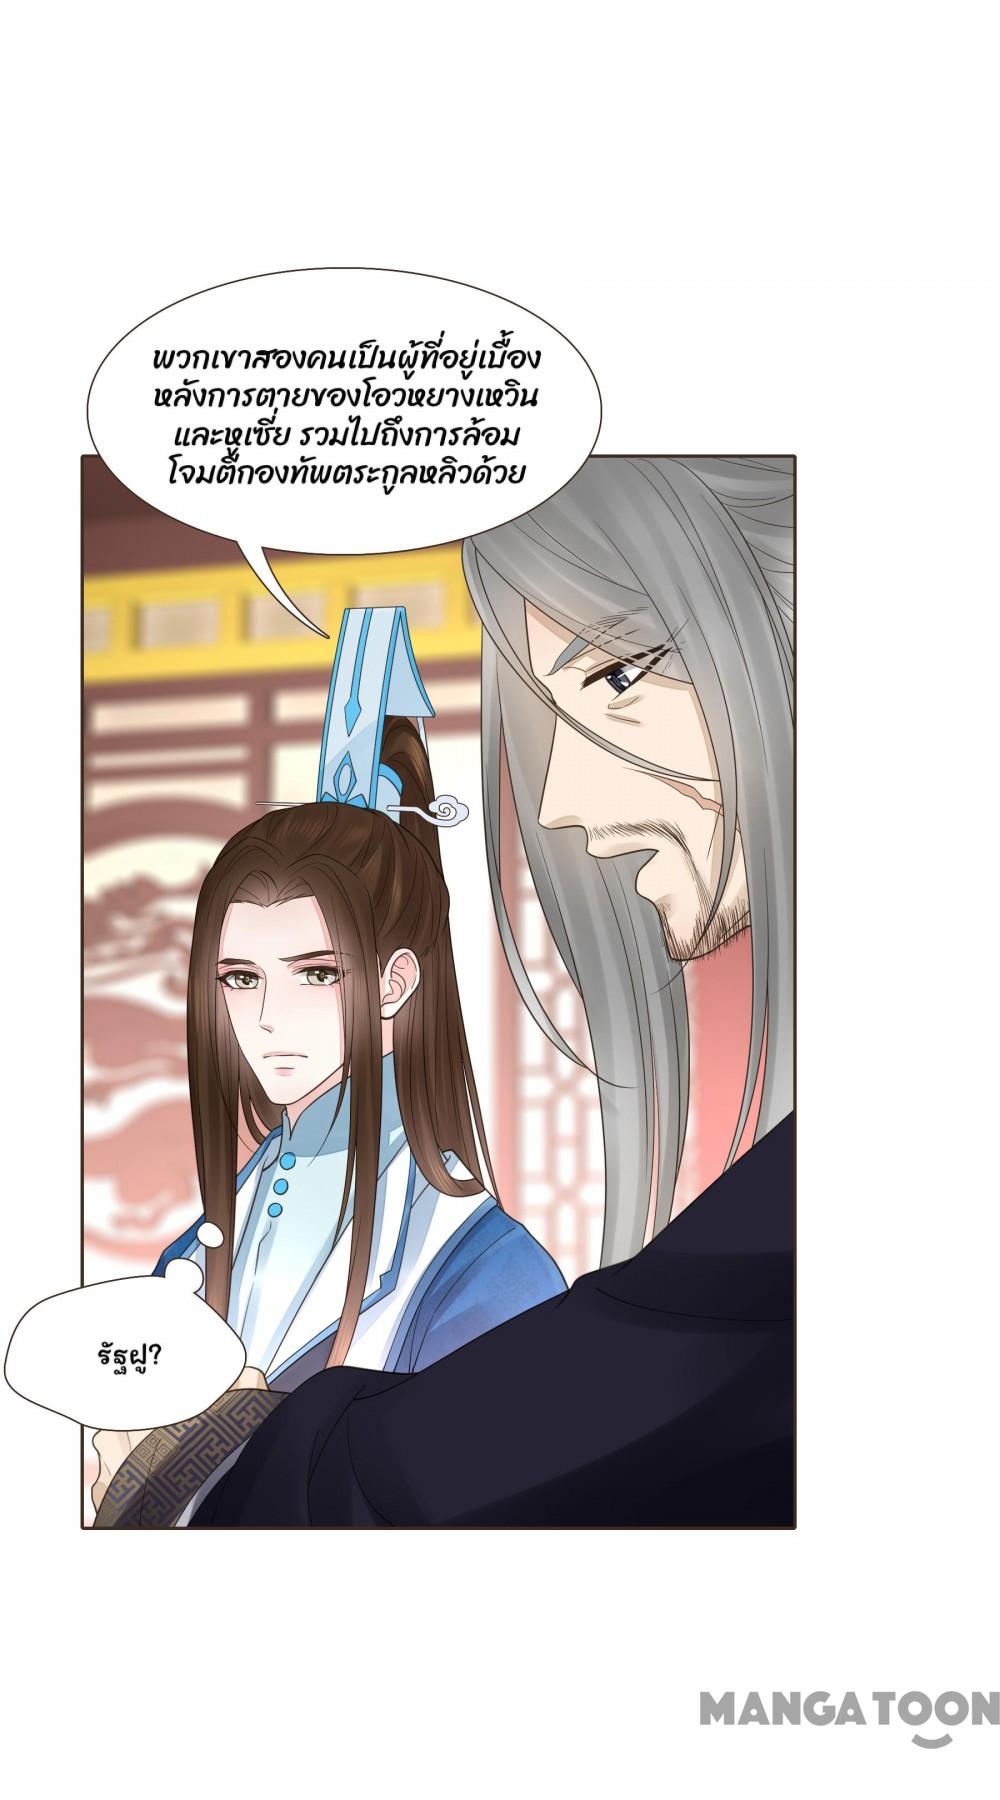 พวกเขาสองคนเป็นผู้ที่อยู่เบื้อง
หลังการตายของโอวหยางเหวิน
และหูเซี่ย รวมไปถึงการล้อม
โจมตีกองทัพตระกูลหลิวด้วย
รัฐฝู?
MANGATOON